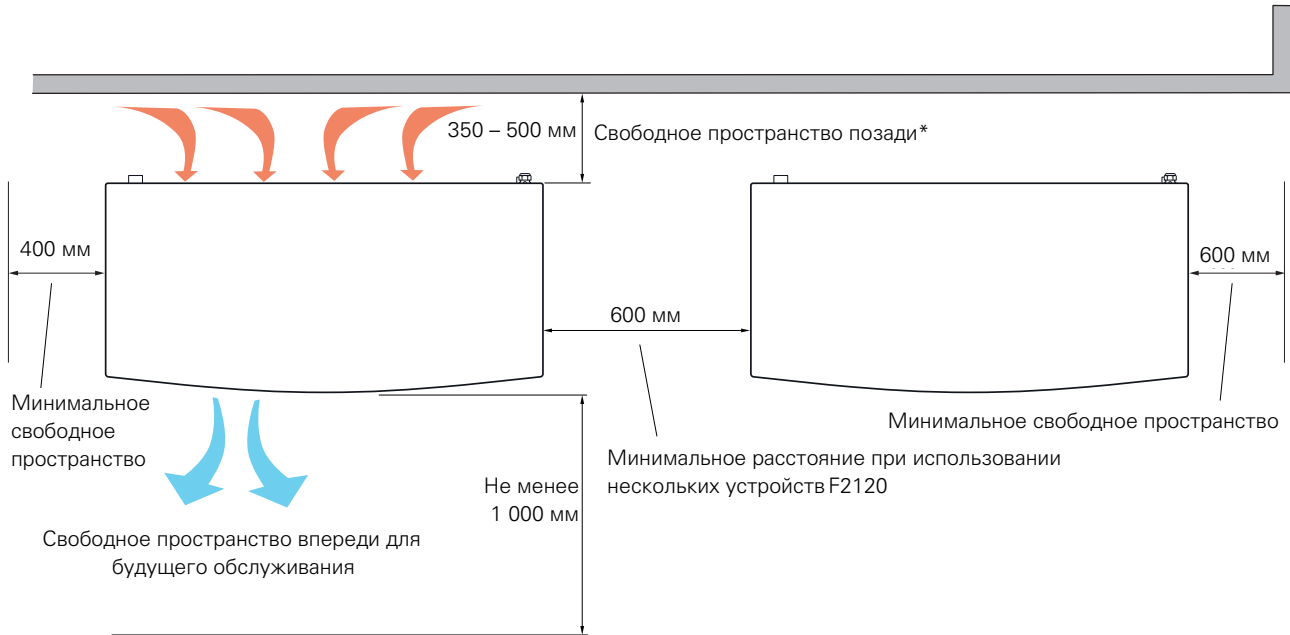 350 – 500 мм
Свободное пространство позади*
400 мм
600 мм
600 мм
Минимальное
свободное
пространство
Минимальное свободное пространство
Минимальное расстояние при использовании
нескольких устройств F2120
Не менее
1 000 мм
Свободное пространство впереди для
будущего обслуживания